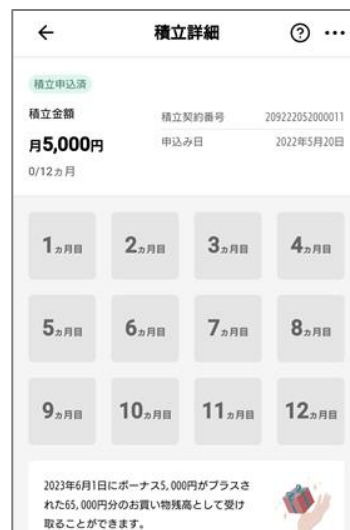 積立詳細
積立申込済
積立金額
月5,000円
0/12ヵ月
積立契約番号 209222052000011
申込み日 2022年5月20日
1ヵ月目 2ヵ月目 3ヵ月目 4ヵ月目
5ヵ月目 6ヵ月目 7ヵ月目 8ヵ月目
9ヵ月目 10ヵ月目 11ヵ月目 12ヵ月目
2023年6月1日にボーナス5,000円がプラスさ
れた65,000円分のお買い物残高として受け
取ることができます。